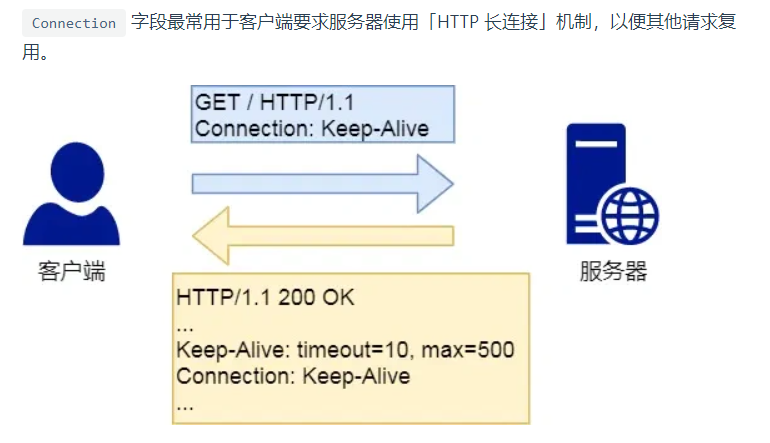 Connection 字段最常用于客户端要求服务器使用「HTTP 长连接」机制，以便其他请求复
用。
GET / HTTP/1.1
Connection: Keep-Alive
客户端
服务器
HTTP/1.1 200 OK
...
Keep-Alive: timeout=10, max=500
Connection: Keep-Alive
...